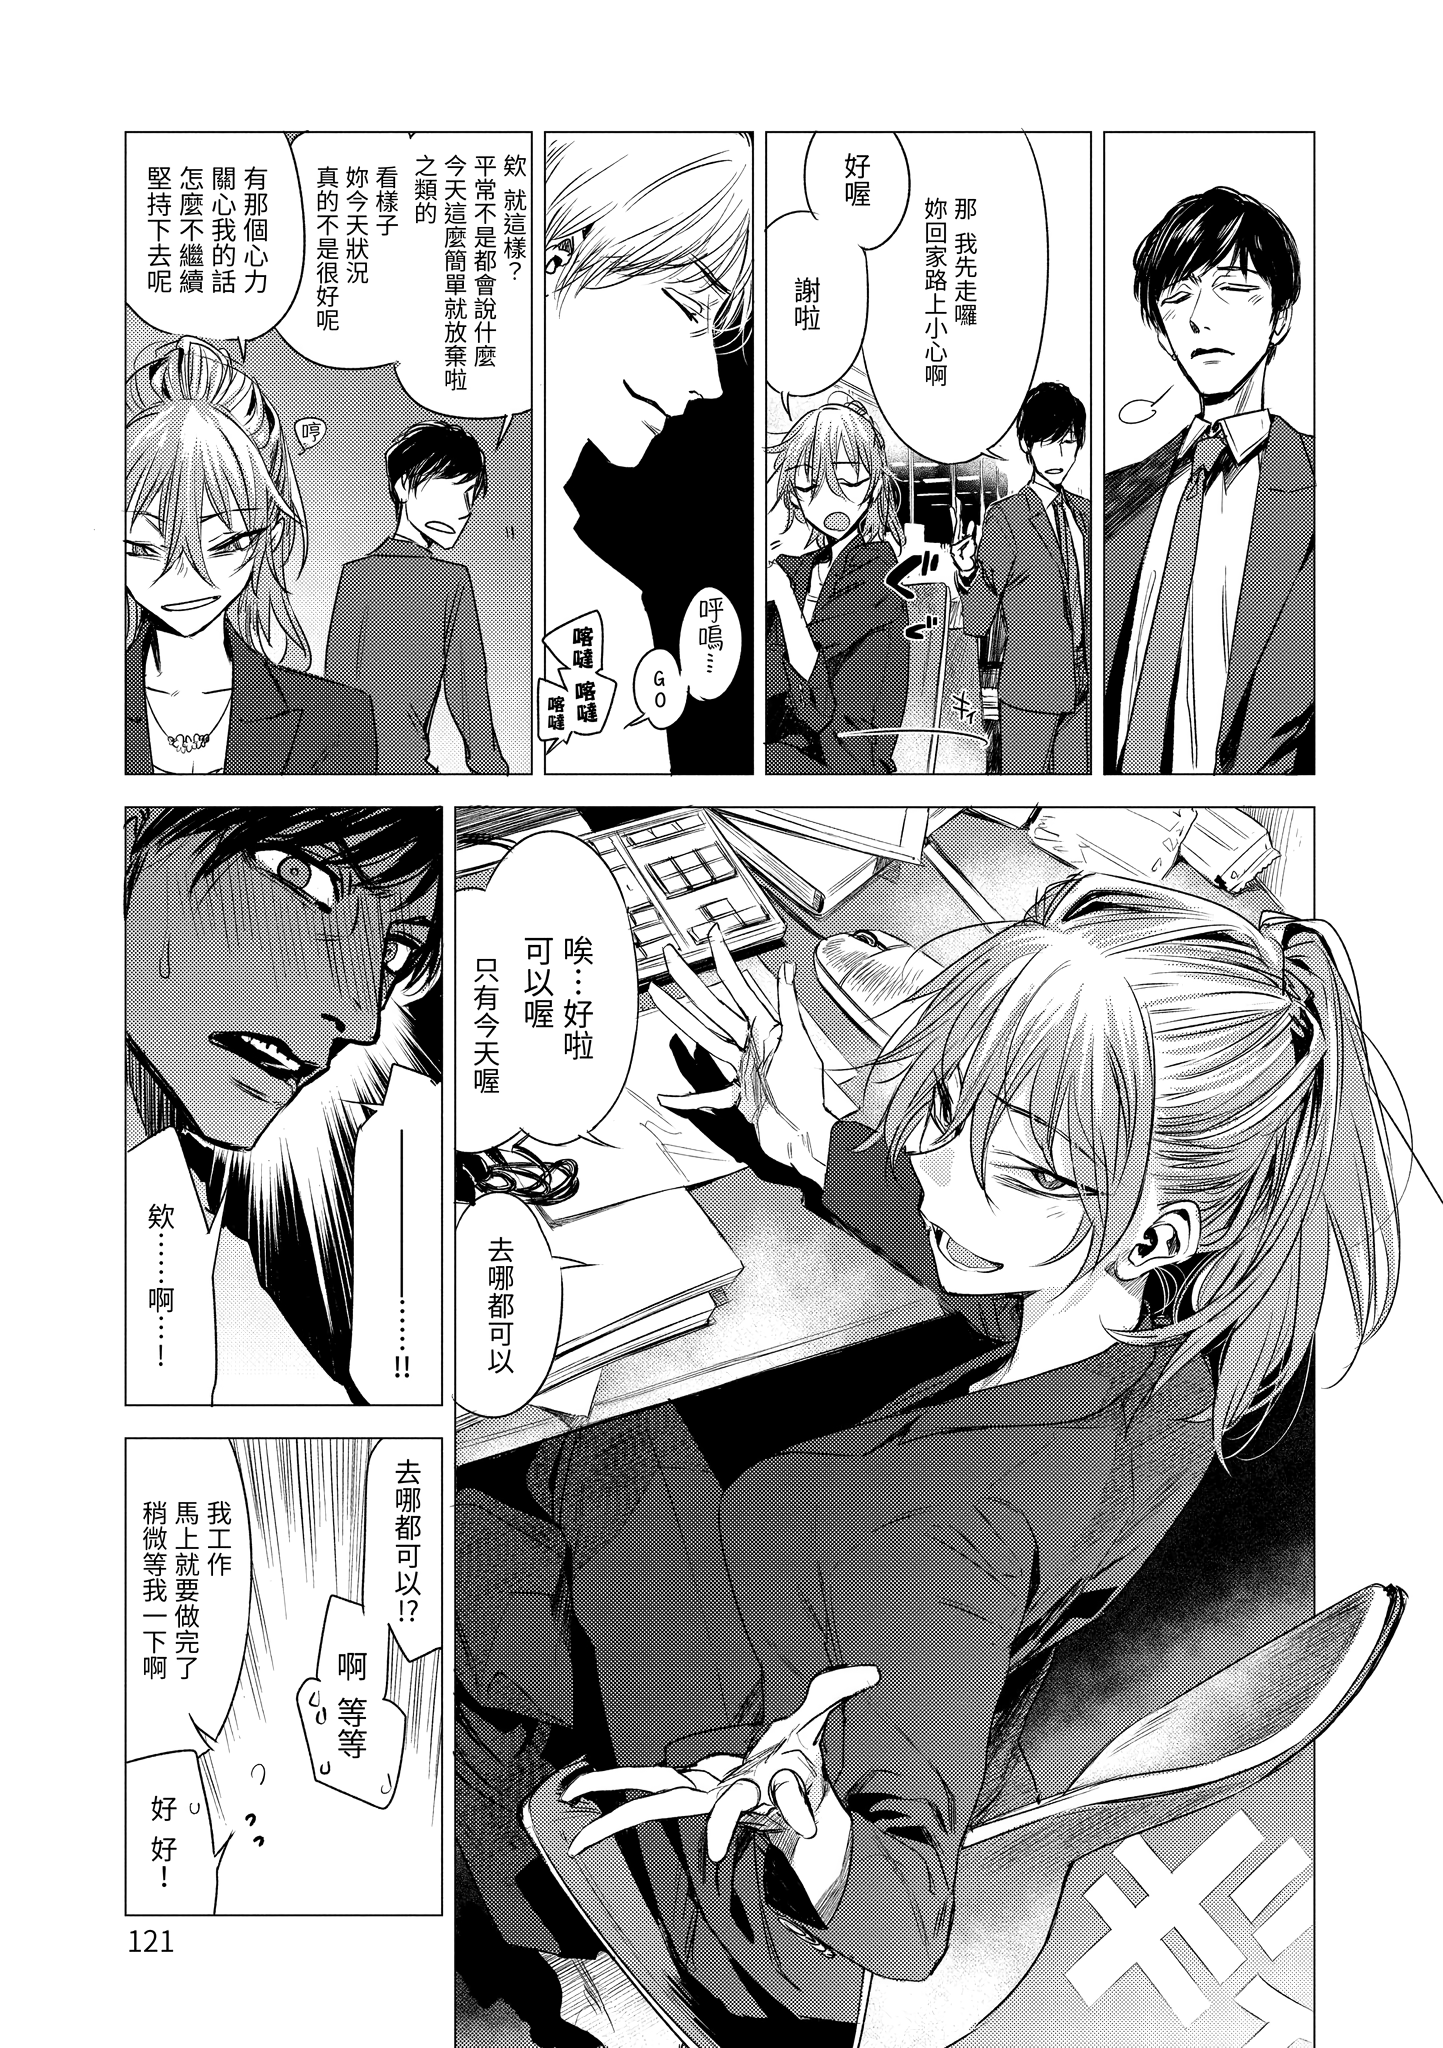 那 我先走囉
妳回家路上小心啊
好喔
謝啦
ぐ
ぐ
キィ
呼嗚……
GO
喀噠
喀噠
喀噠
欸 就這樣？
平常不是都會說什麼
今天這麼簡單就放棄啦
之類的
看樣子
妳今天狀況
真的不是很好呢
有那個心力
關心我的話
怎麼不繼續
堅持下去呢
哼
唉…好啦
可以喔
只有今天喔
去哪都可以
ギシ
————……!!
欸……啊…！
去哪都可以!?
啊 等等
我工作
馬上就要做完了
稍微等我一下啊
好 好！
121